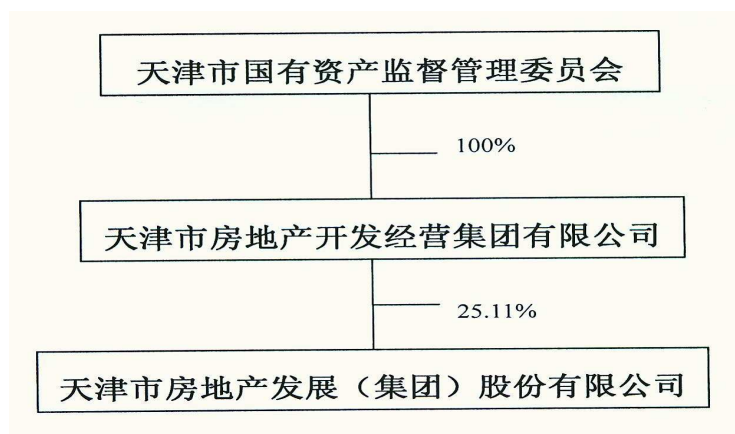 天津市国有资产监督管理委员会
100%
天津市房地产开发经营集团有限公司
25.11%
天津市房地产发展（集团）股份有限公司